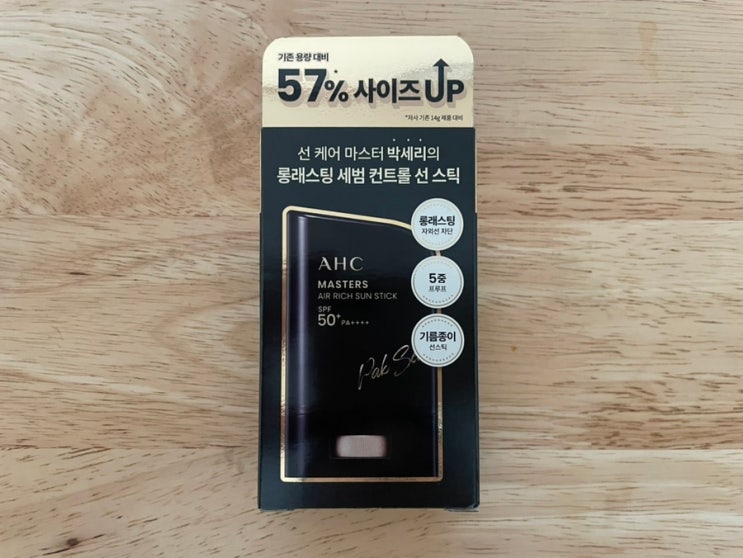 기존 용량 대비
57% 사이즈 UP
*자사 기존 14g 제품 대비
선 케어 마스터 박세리의
롱래스팅 세범 컨트롤 선 스틱
롱래스팅
자외선 차단
AHC
MASTERS
AIR RICH SUN STICK
SPF
50+ PA++++
5중
프루프
기름종이
선스틱
Pak Se